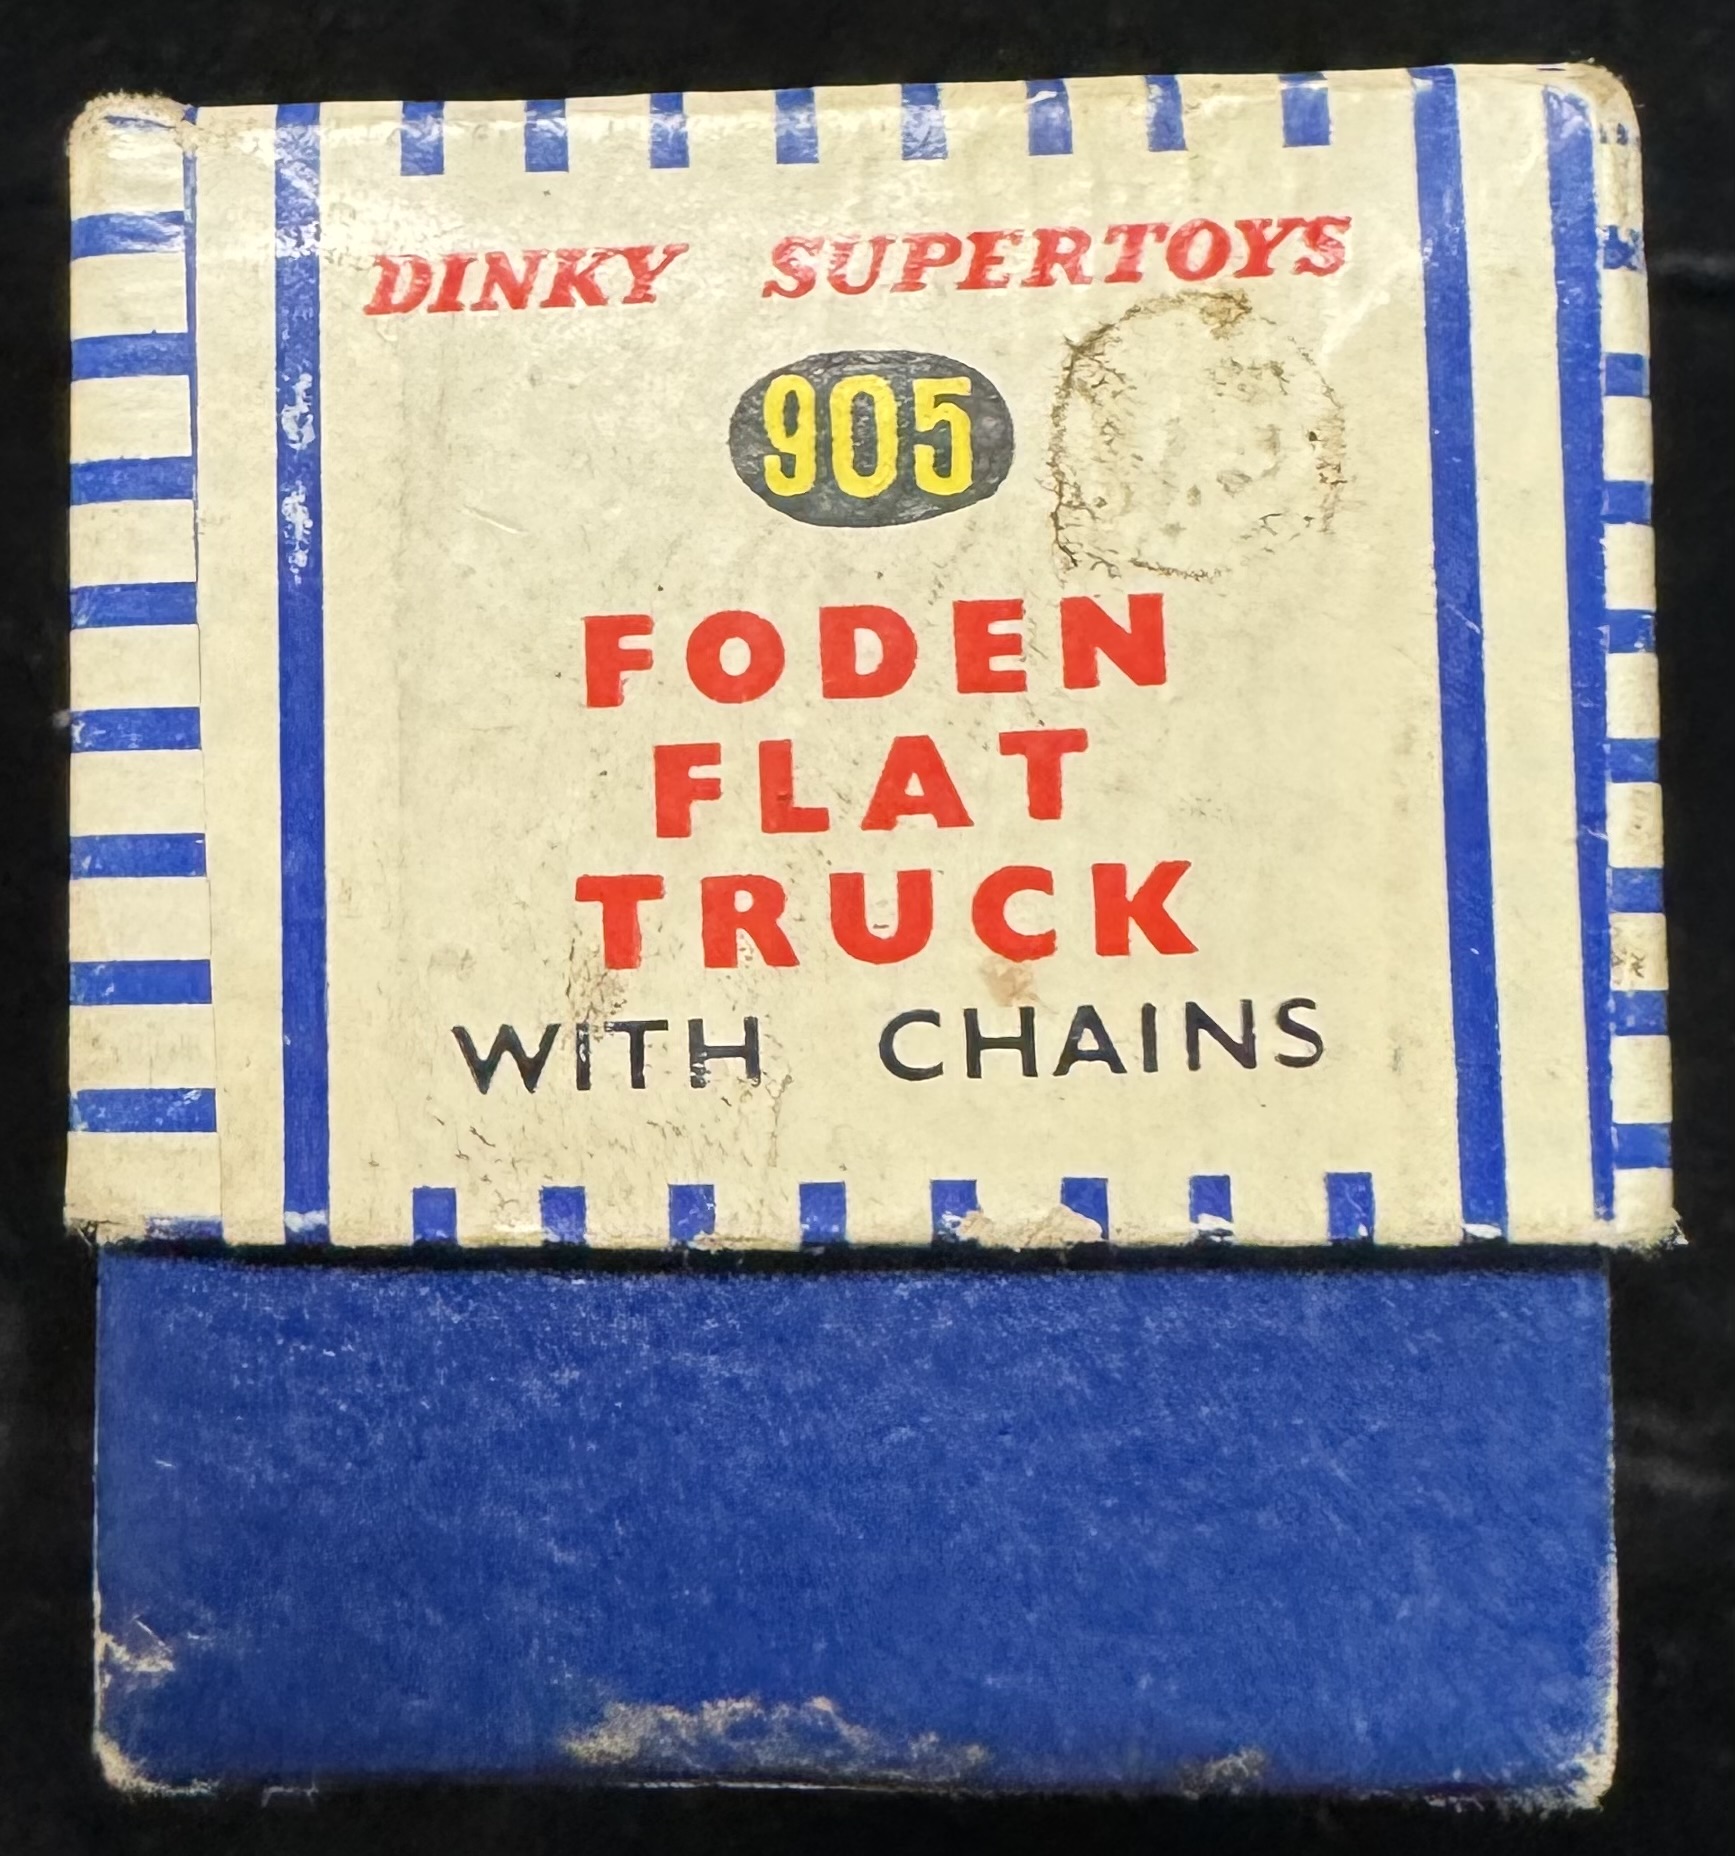 DINKY SUPERTOYS
905
FODEN
FLAT
TRUCK
WITH CHAINS